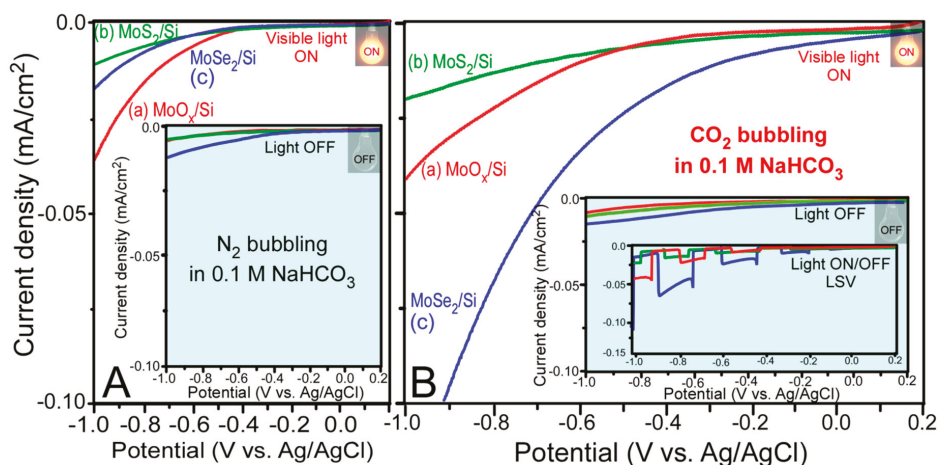 0.0
-0.05
-0.10
Current density (mA/cm²)
(b) MoS₂/Si
MoSe₂/Si
(c)
(a) MoOₓ/Si
Visible light
ON
ON
0.0
-0.05
-0.10
Current density (mA/cm²)
Light OFF
OFF
N₂ bubbling
in 0.1 M NaHCO₃
-1.0 -0.8 -0.6 -0.4 -0.2 0.0 0.2
Potential (V vs. Ag/AgCl)
A
-1.0 -0.8 -0.6 -0.4 -0.2 0.0
Potential (V vs. Ag/AgCl)
(b) MoS₂/Si
(a) MoOₓ/Si
MoSe₂/Si
(c)
Visible light
ON
ON
CO₂ bubbling
in 0.1 M NaHCO₃
0.0
-0.05
-0.10
Current density (mA/cm²)
Light OFF
OFF
0.0
-0.05
-0.10
-0.15
Light ON/OFF
LSV
-1.0 -0.8 -0.6 -0.4 -0.2 0.0 0.2
-1.0 -0.8 -0.6 -0.4 -0.2 0.0 0.2
Potential (V vs. Ag/AgCl)
B
-1.0 -0.8 -0.6 -0.4 -0.2 0.0 0.2
Potential (V vs. Ag/AgCl)